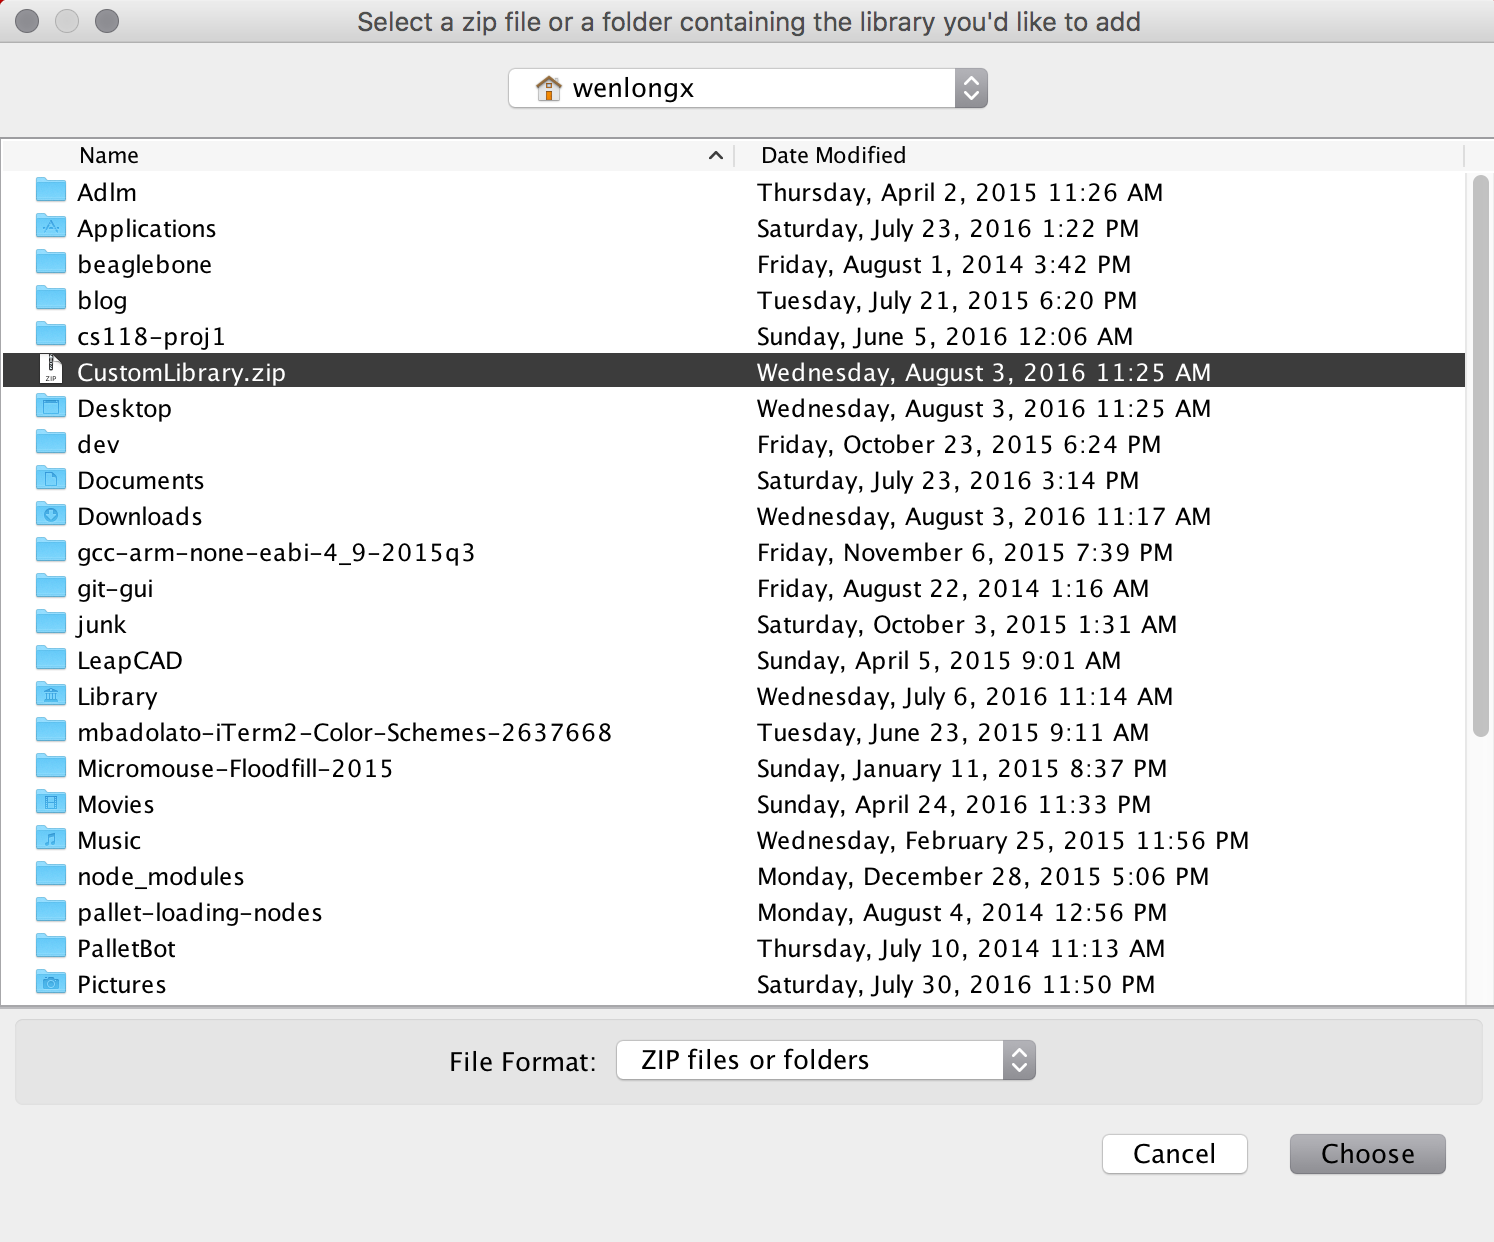 Select a zip file or a folder containing the library you'd like to add
wenlongx
Name Date Modified
Adlm Thursday, April 2, 2015 11:26 AM
Applications Saturday, July 23, 2016 1:22 PM
beaglebone Friday, August 1, 2014 3:42 PM
blog Tuesday, July 21, 2015 6:20 PM
cs118-proj1 Sunday, June 5, 2016 12:06 AM
ZIP CustomLibrary.zip Wednesday, August 3, 2016 11:25 AM
Desktop Wednesday, August 3, 2016 11:25 AM
dev Friday, October 23, 2015 6:24 PM
Documents Saturday, July 23, 2016 3:14 PM
Downloads Wednesday, August 3, 2016 11:17 AM
gcc-arm-none-eabi-4_9-2015q3 Friday, November 6, 2015 7:39 PM
git-gui Friday, August 22, 2014 1:16 AM
junk Saturday, October 3, 2015 1:31 AM
LeapCAD Sunday, April 5, 2015 9:01 AM
Library Wednesday, July 6, 2016 11:14 AM
mbadolato-iTerm2-Color-Schemes-2637668 Tuesday, June 23, 2015 9:11 AM
Micromouse-Floodfill-2015 Sunday, January 11, 2015 8:37 PM
Movies Sunday, April 24, 2016 11:33 PM
Music Wednesday, February 25, 2015 11:56 PM
node_modules Monday, December 28, 2015 5:06 PM
pallet-loading-nodes Monday, August 4, 2014 12:56 PM
PalletBot Thursday, July 10, 2014 11:13 AM
Pictures Saturday, July 30, 2016 11:50 PM
File Format: ZIP files or folders
Cancel Choose